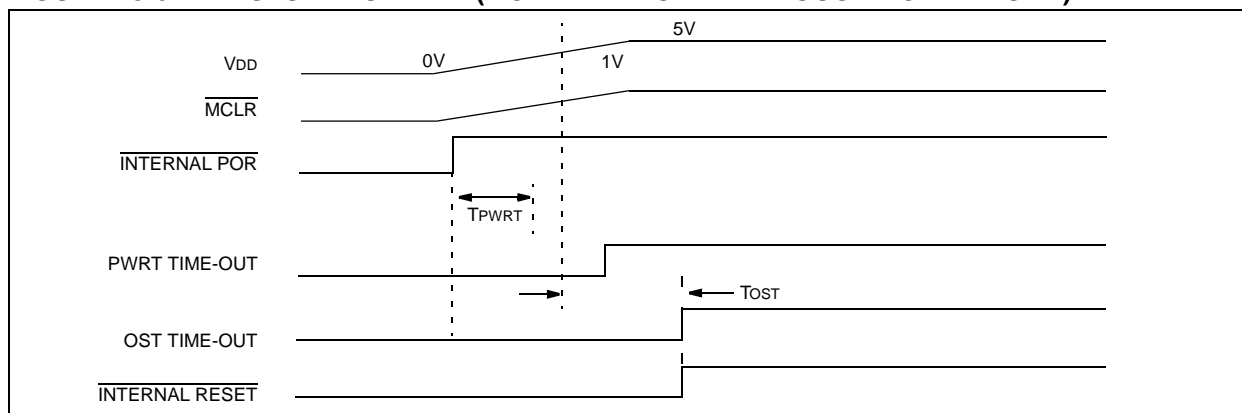 5V
VDD 0V 1V
MCLR
INTERNAL POR
TPWRT
PWRT TIME-OUT
TOST
OST TIME-OUT
INTERNAL RESET